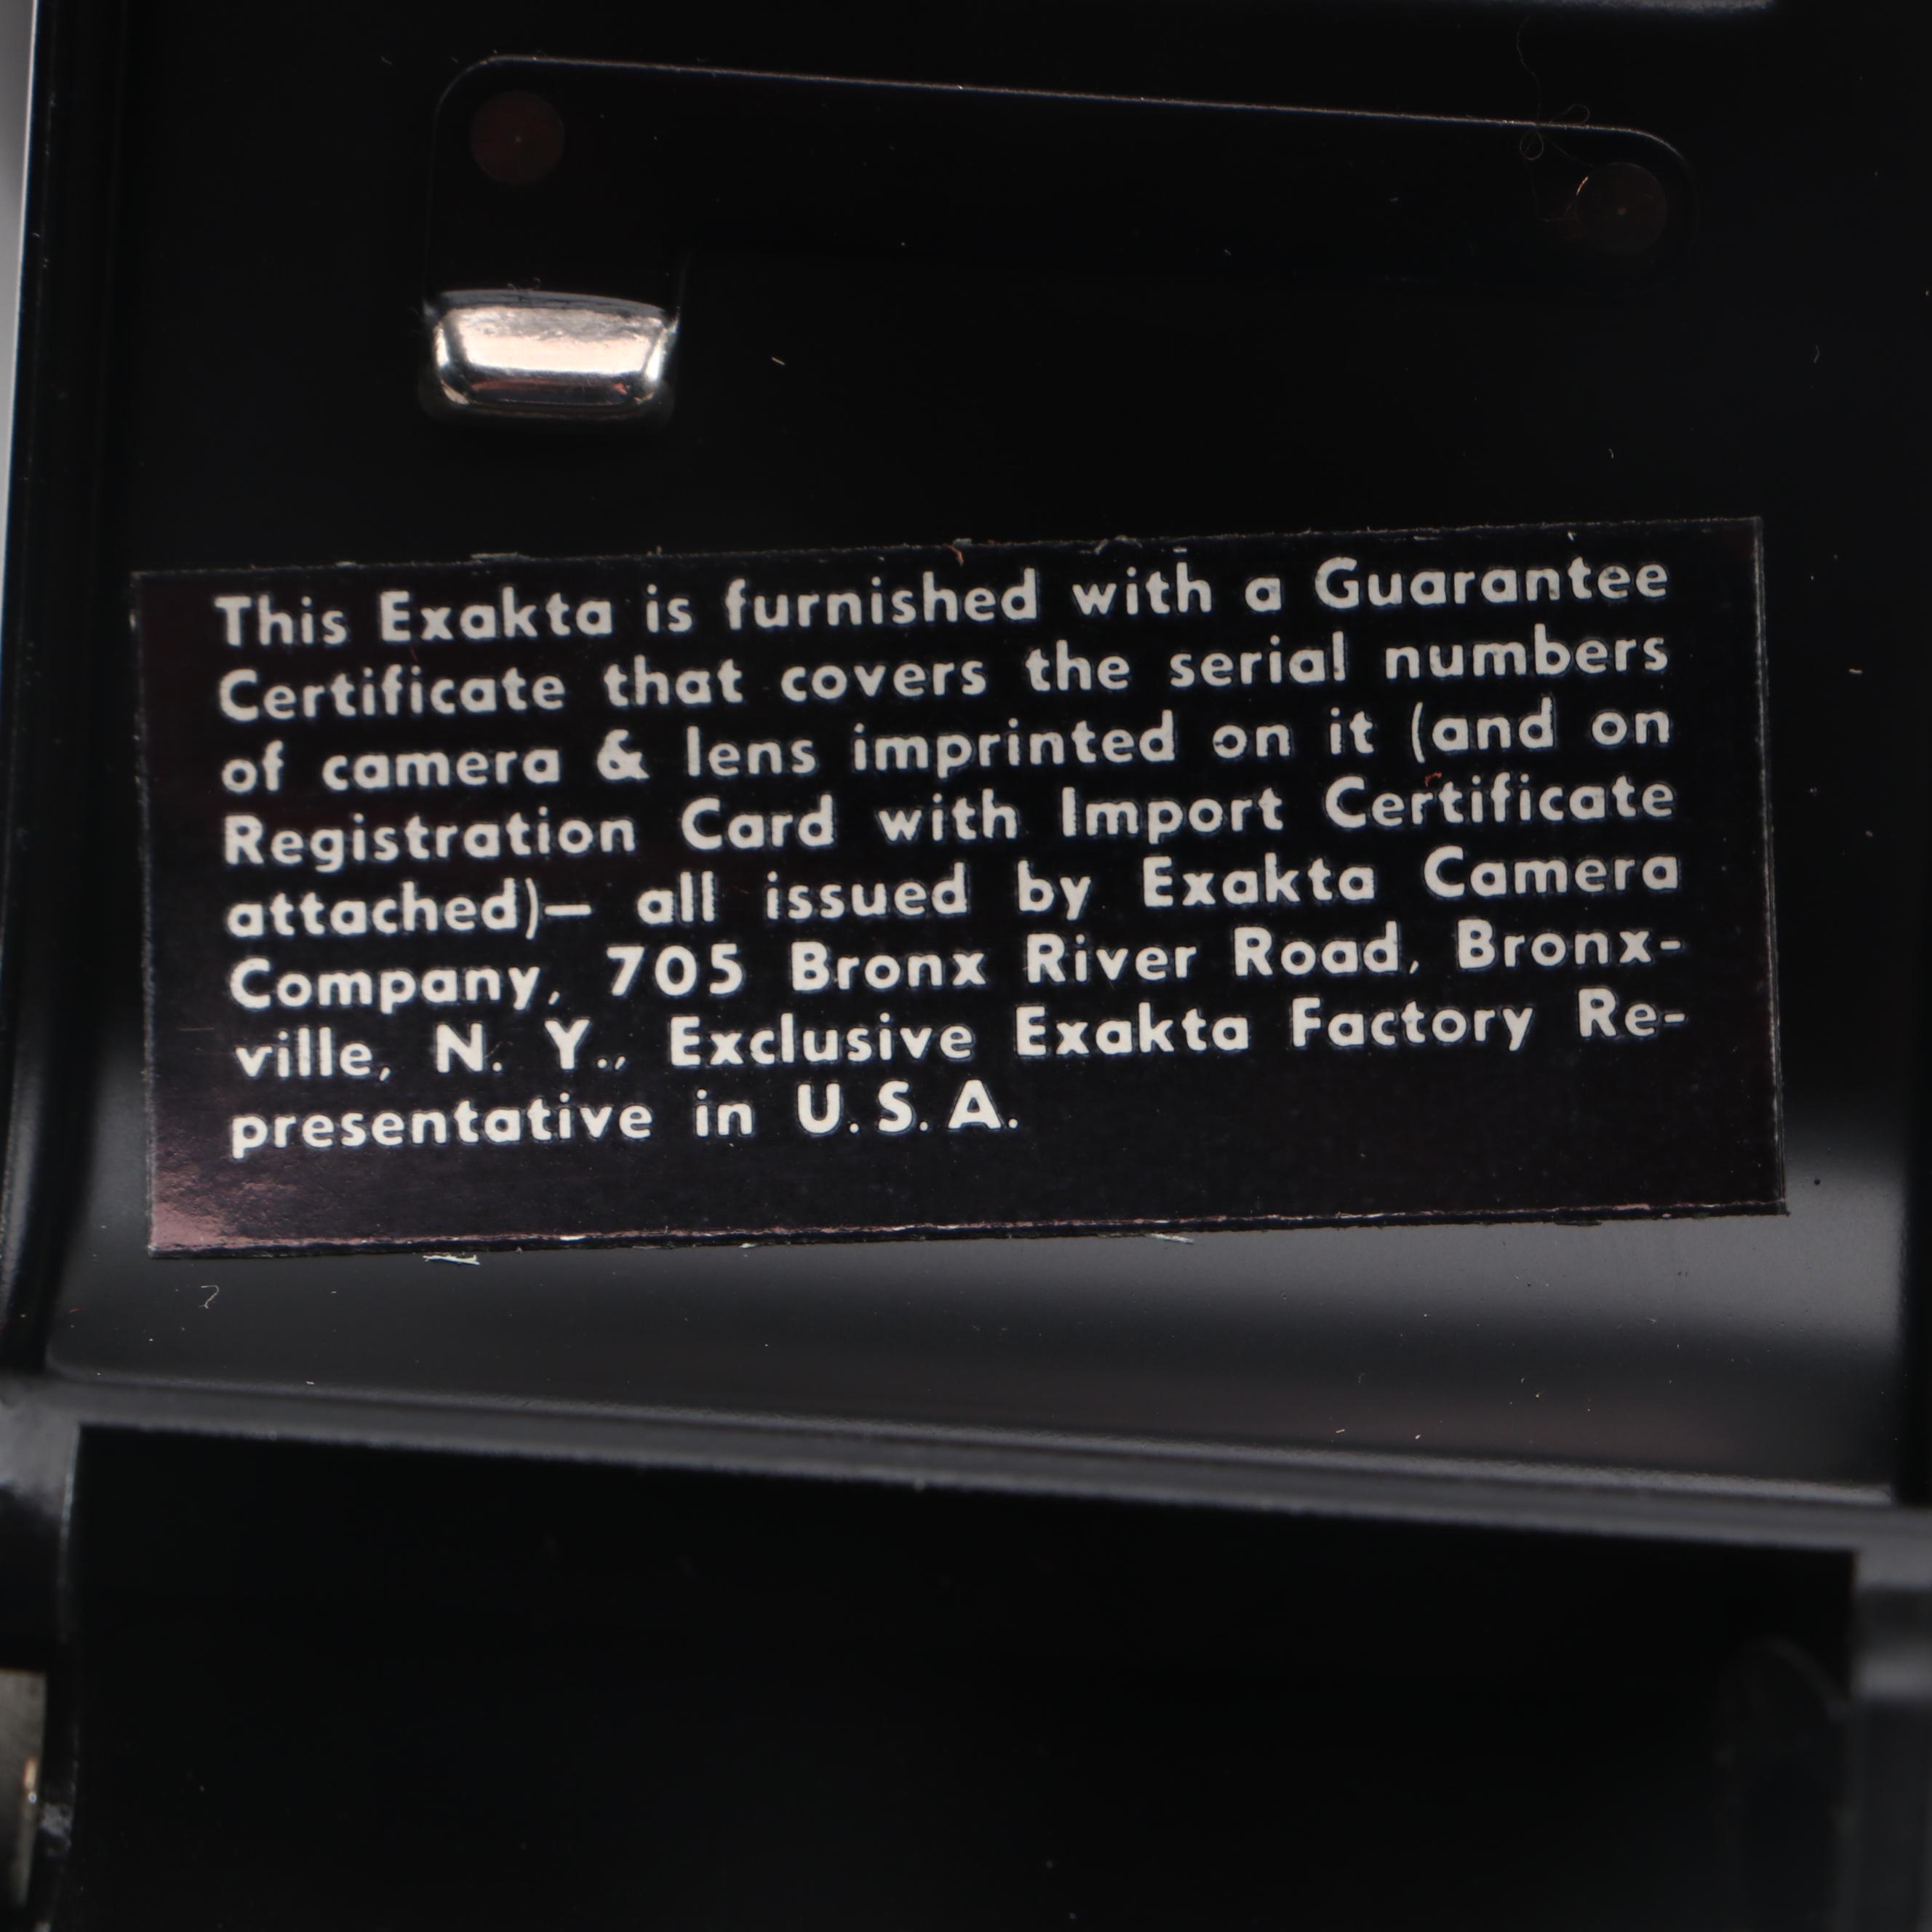 This Exakta is furnished with a Guarantee
Certificate that covers the serial numbers
of camera & lens imprinted on it (and on
Registration Card with Import Certificate
attached)— all issued by Exakta Camera
Company, 705 Bronx River Road, Bronx-
ville, N. Y., Exclusive Exakta Factory Re-
presentative in U.S.A.